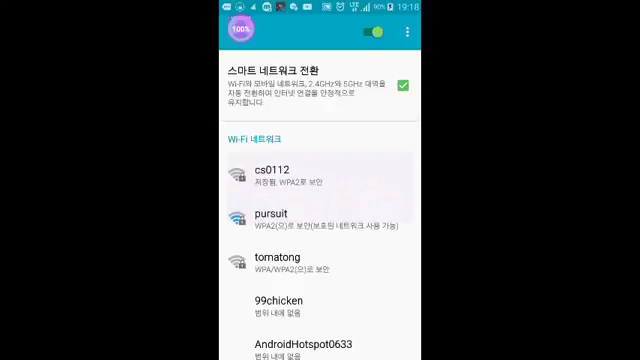 LTE 90% 19:18
100%
스마트 네트워크 전환
Wi-Fi와 모바일 네트워크, 2.4GHz와 5GHz 대역을
자동 전환하여 인터넷 연결을 안정적으로
유지합니다.
Wi-Fi 네트워크
cs0112
저장됨, WPA2로 보안
pursuit
WPA2(으)로 보안(보호된 네트워크 사용 가능)
tomatong
WPA/WPA2(으)로 보안
99chicken
범위 내에 없음
AndroidHotspot0633
범위 내에 없음